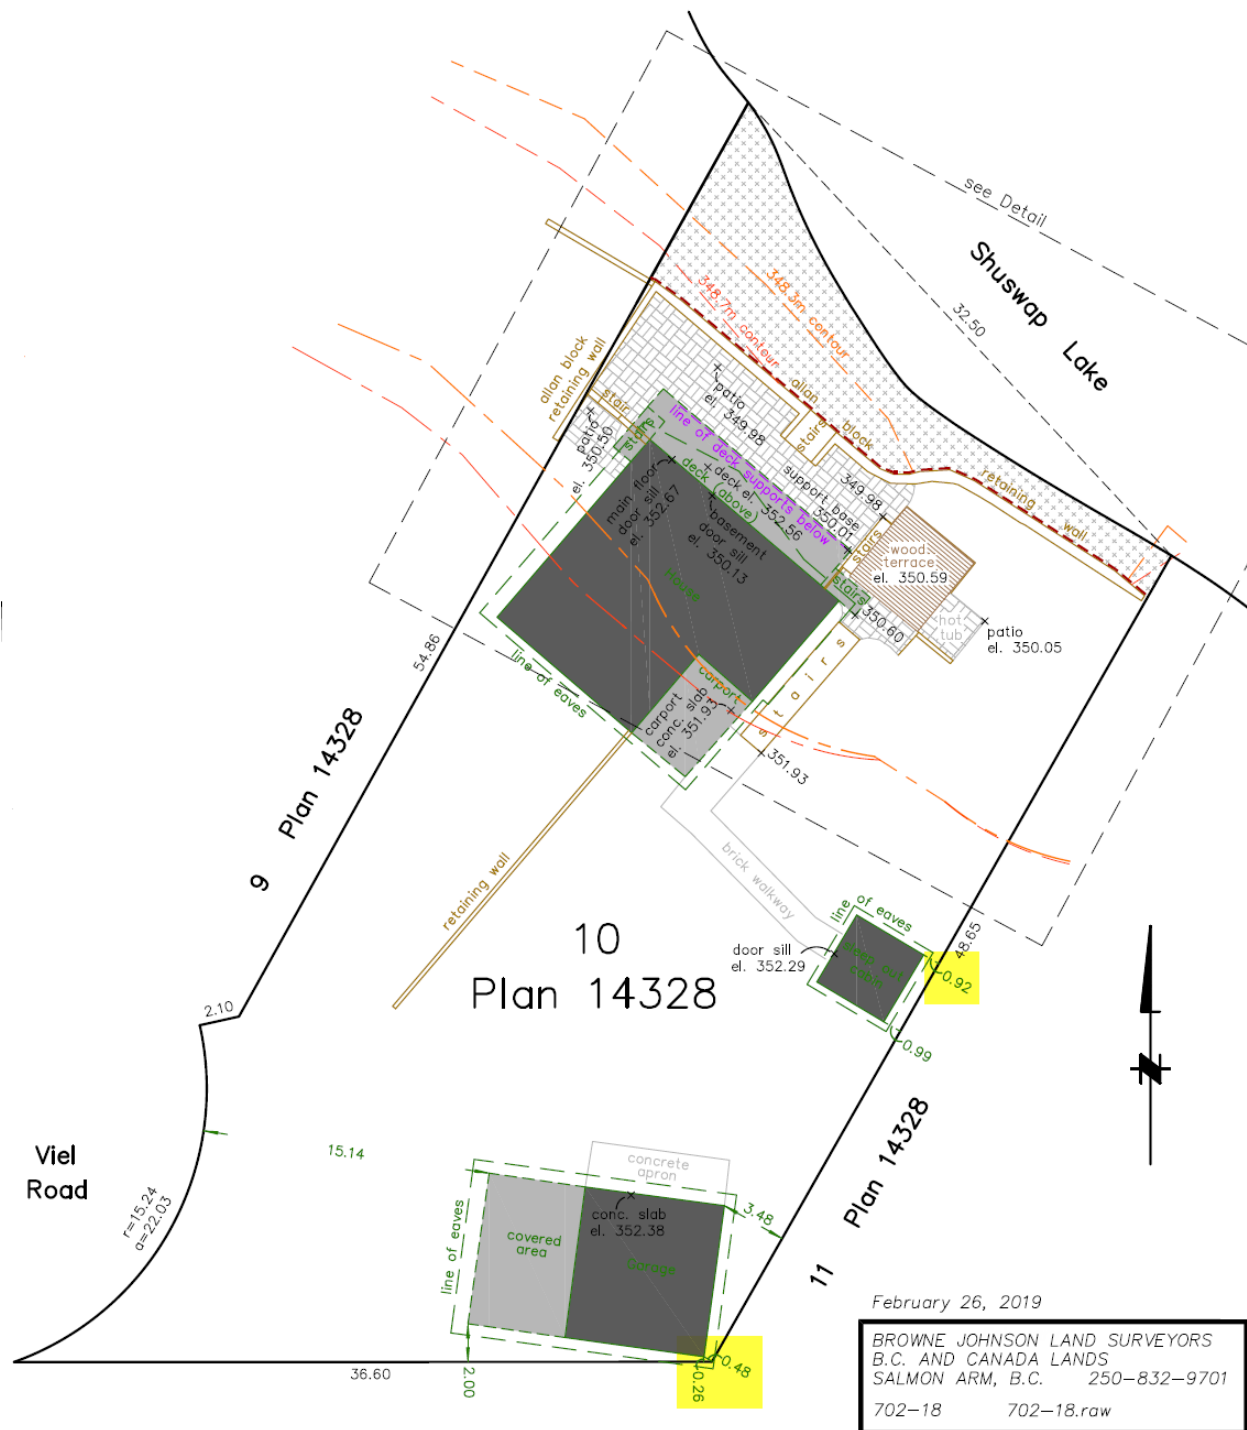 see Detail
Shuswap
Lake
32.50
348.3m contour
348.7m contour
allan block
retaining wall
stair
stairs
patio
el. 350.50
patio
el. 349.98
allan
block
stairs
retaining
wall
line of deck supports below
deck (above)
deck el. 352.56
support base
350.01
349.98
main floor
door sill
el. 352.67
basement
door sill
el. 350.13
house
stairs
stairs
wood
terrace
el. 350.59
350.60
hot
tub
patio
el. 350.05
line of eaves
carport
carport
conc. slab
el. 351.93
stairs
351.93
54.86
9 Plan 14328
retaining wall
brick walkway
line of eaves
door sill
el. 352.29
48.65
0.92
0.99
10
Plan 14328
2.10
Viel
Road
r=15.24
a=22.03
15.14
concrete
apron
line of eaves
covered
area
conc. slab
el. 352.38
garage
3.48
11 Plan 14328
36.60
2.00
0.26
0.48
February 26, 2019
BROWNE JOHNSON LAND SURVEYORS
B.C. AND CANADA LANDS
SALMON ARM, B.C. 250-832-9701
702-18 702-18.raw